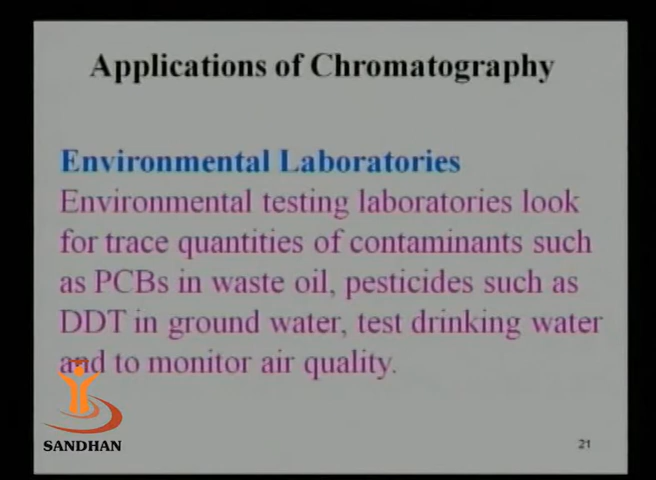 Applications of Chromatography
Environmental Laboratories
Environmental testing laboratories look
for trace quantities of contaminants such
as PCBs in waste oil, pesticides such as
DDT in ground water, test drinking water
and to monitor air quality.
SANDHAN
21